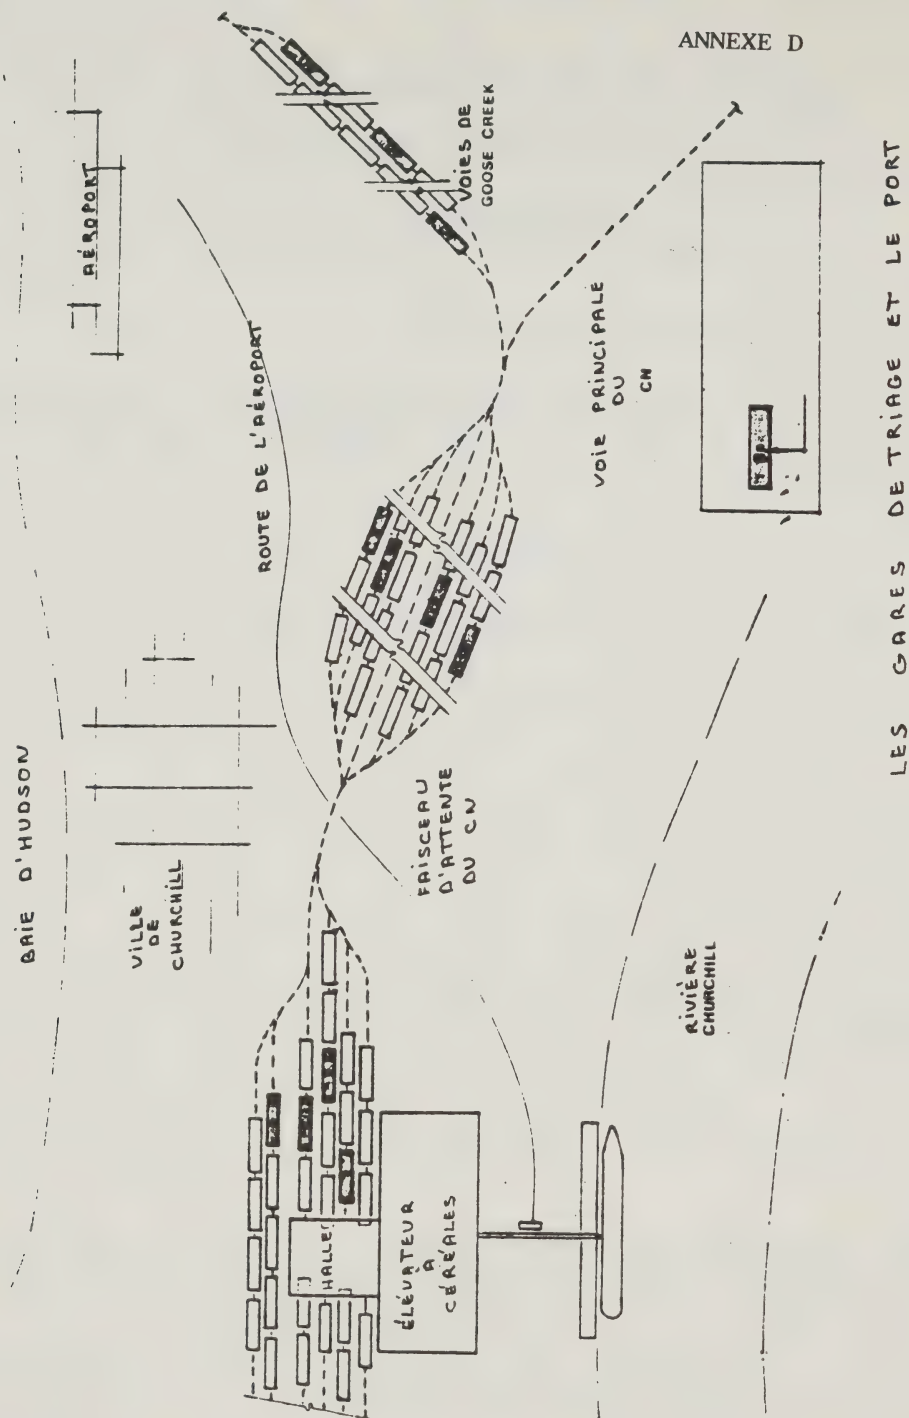 ANNEXE D
BAIE D'HUDSON
AÉROPORT
VILLE
DE
CHURCHILL
ROUTE DE L'AÉROPORT
VOIES DE
GOOSE CREEK
VOIE PRINCIPALE
DU
CN
FAISCEAU
D'ATTENTE
DU CN
HALLE
ÉLÉVATEUR
À
CÉRÉALES
RIVIÈRE
CHURCHILL
LES GARES DE TRIAGE ET LE PORT